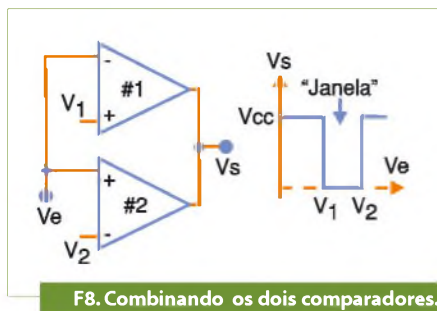 -
#1
V1
+
Vs
+
#2
Ve
V2
-
Vs
"Janela"
Vcc
Ve
V1 V2
F8. Combinando os dois comparadores.